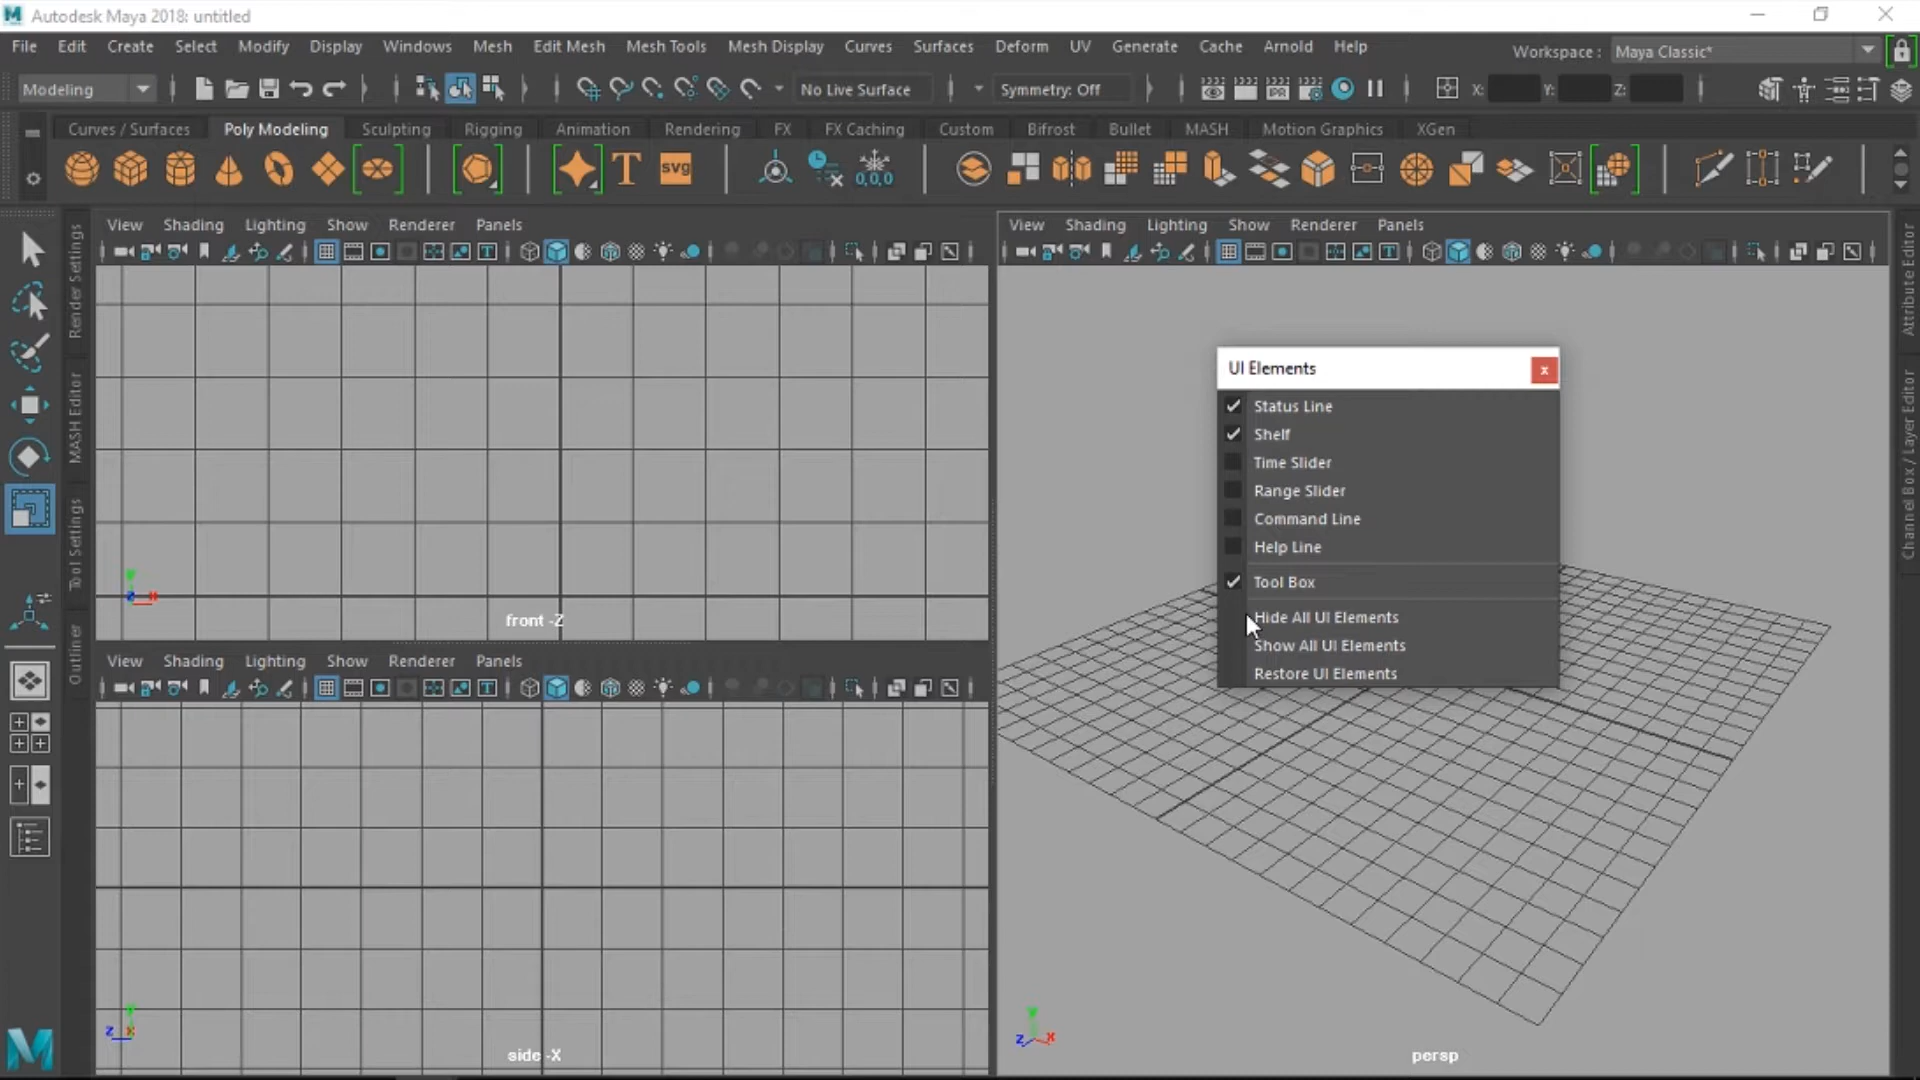 Autodesk Maya 2018: untitled
File Edit Create Select Modify Display Windows Mesh Edit Mesh Mesh Tools Mesh Display Curves Surfaces Deform UV Generate Cache Arnold Help Workspace : Maya Classic*
Modeling No Live Surface Symmetry: Off IPR X: Y: Z:
Curves / Surfaces Poly Modeling Sculpting Rigging Animation Rendering FX FX Caching Custom Bifrost Bullet MASH Motion Graphics XGen
T svg 0,0,0
View Shading Lighting Show Renderer Panels
View Shading Lighting Show Renderer Panels
Render Settings
MASH Editor
Tool Settings
Outliner
front -Z
View Shading Lighting Show Renderer Panels
z x
side -X
UI Elements x
Status Line
Shelf
Time Slider
Range Slider
Command Line
Help Line
Tool Box
Hide All UI Elements
Show All UI Elements
Restore UI Elements
z x
persp
Attribute Editor
Channel Box / Layer Editor